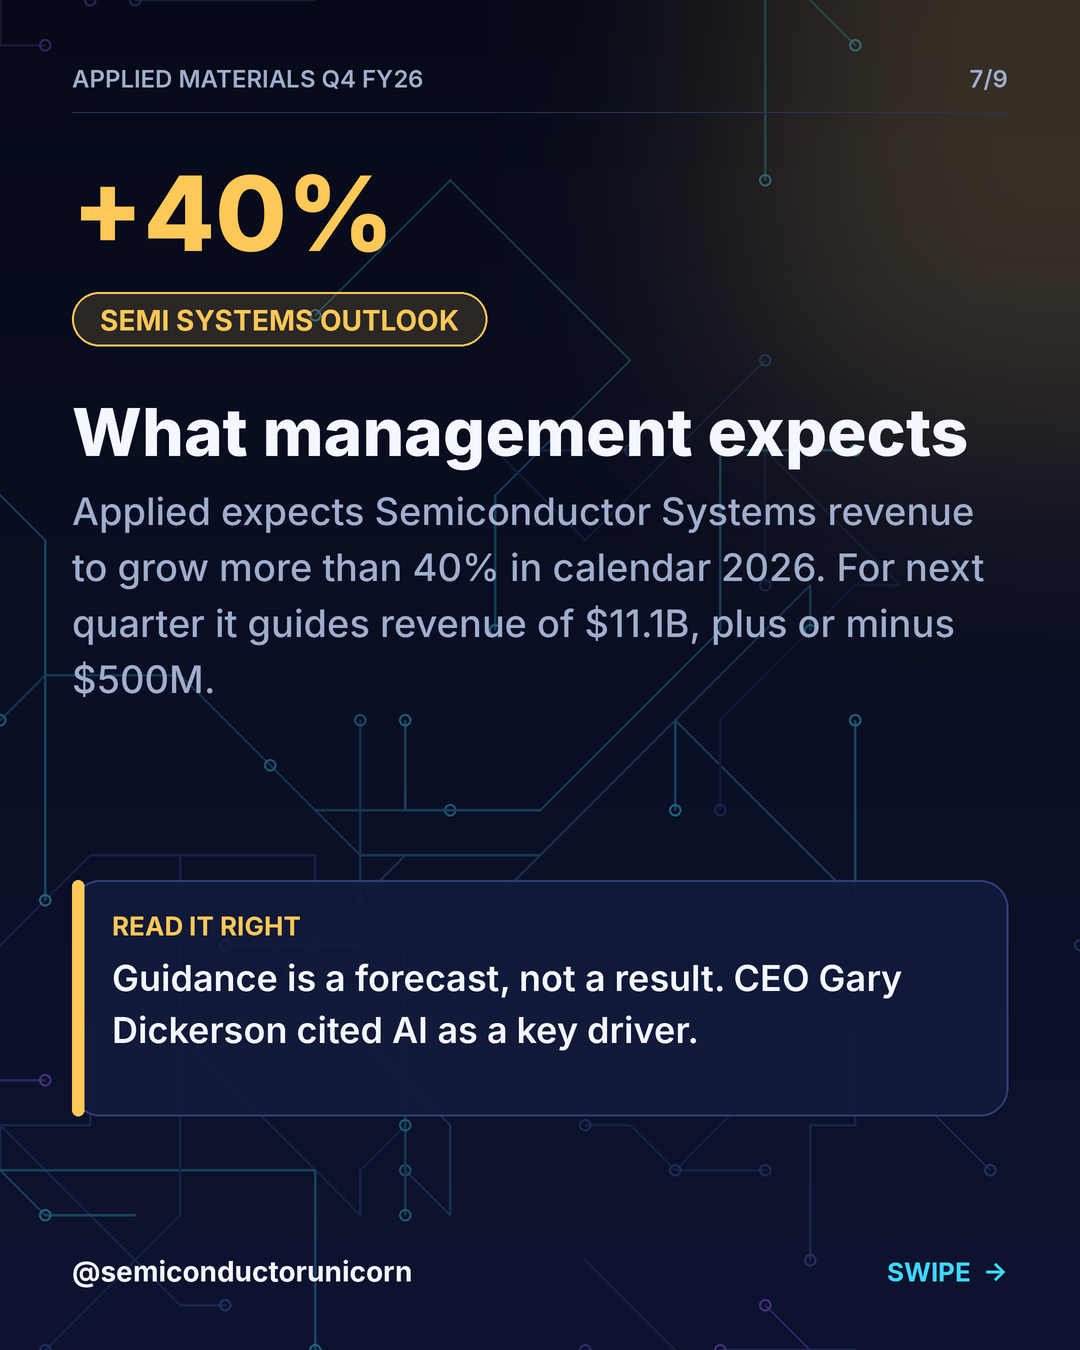 APPLIED MATERIALS Q4 FY26
7/9
+40%
SEMI SYSTEMS OUTLOOK
What management expects
Applied expects Semiconductor Systems revenue
to grow more than 40% in calendar 2026. For next
quarter it guides revenue of $11.1B, plus or minus
$500M.
READ IT RIGHT
Guidance is a forecast, not a result. CEO Gary
Dickerson cited AI as a key driver.
@semiconductorunicorn
SWIPE →